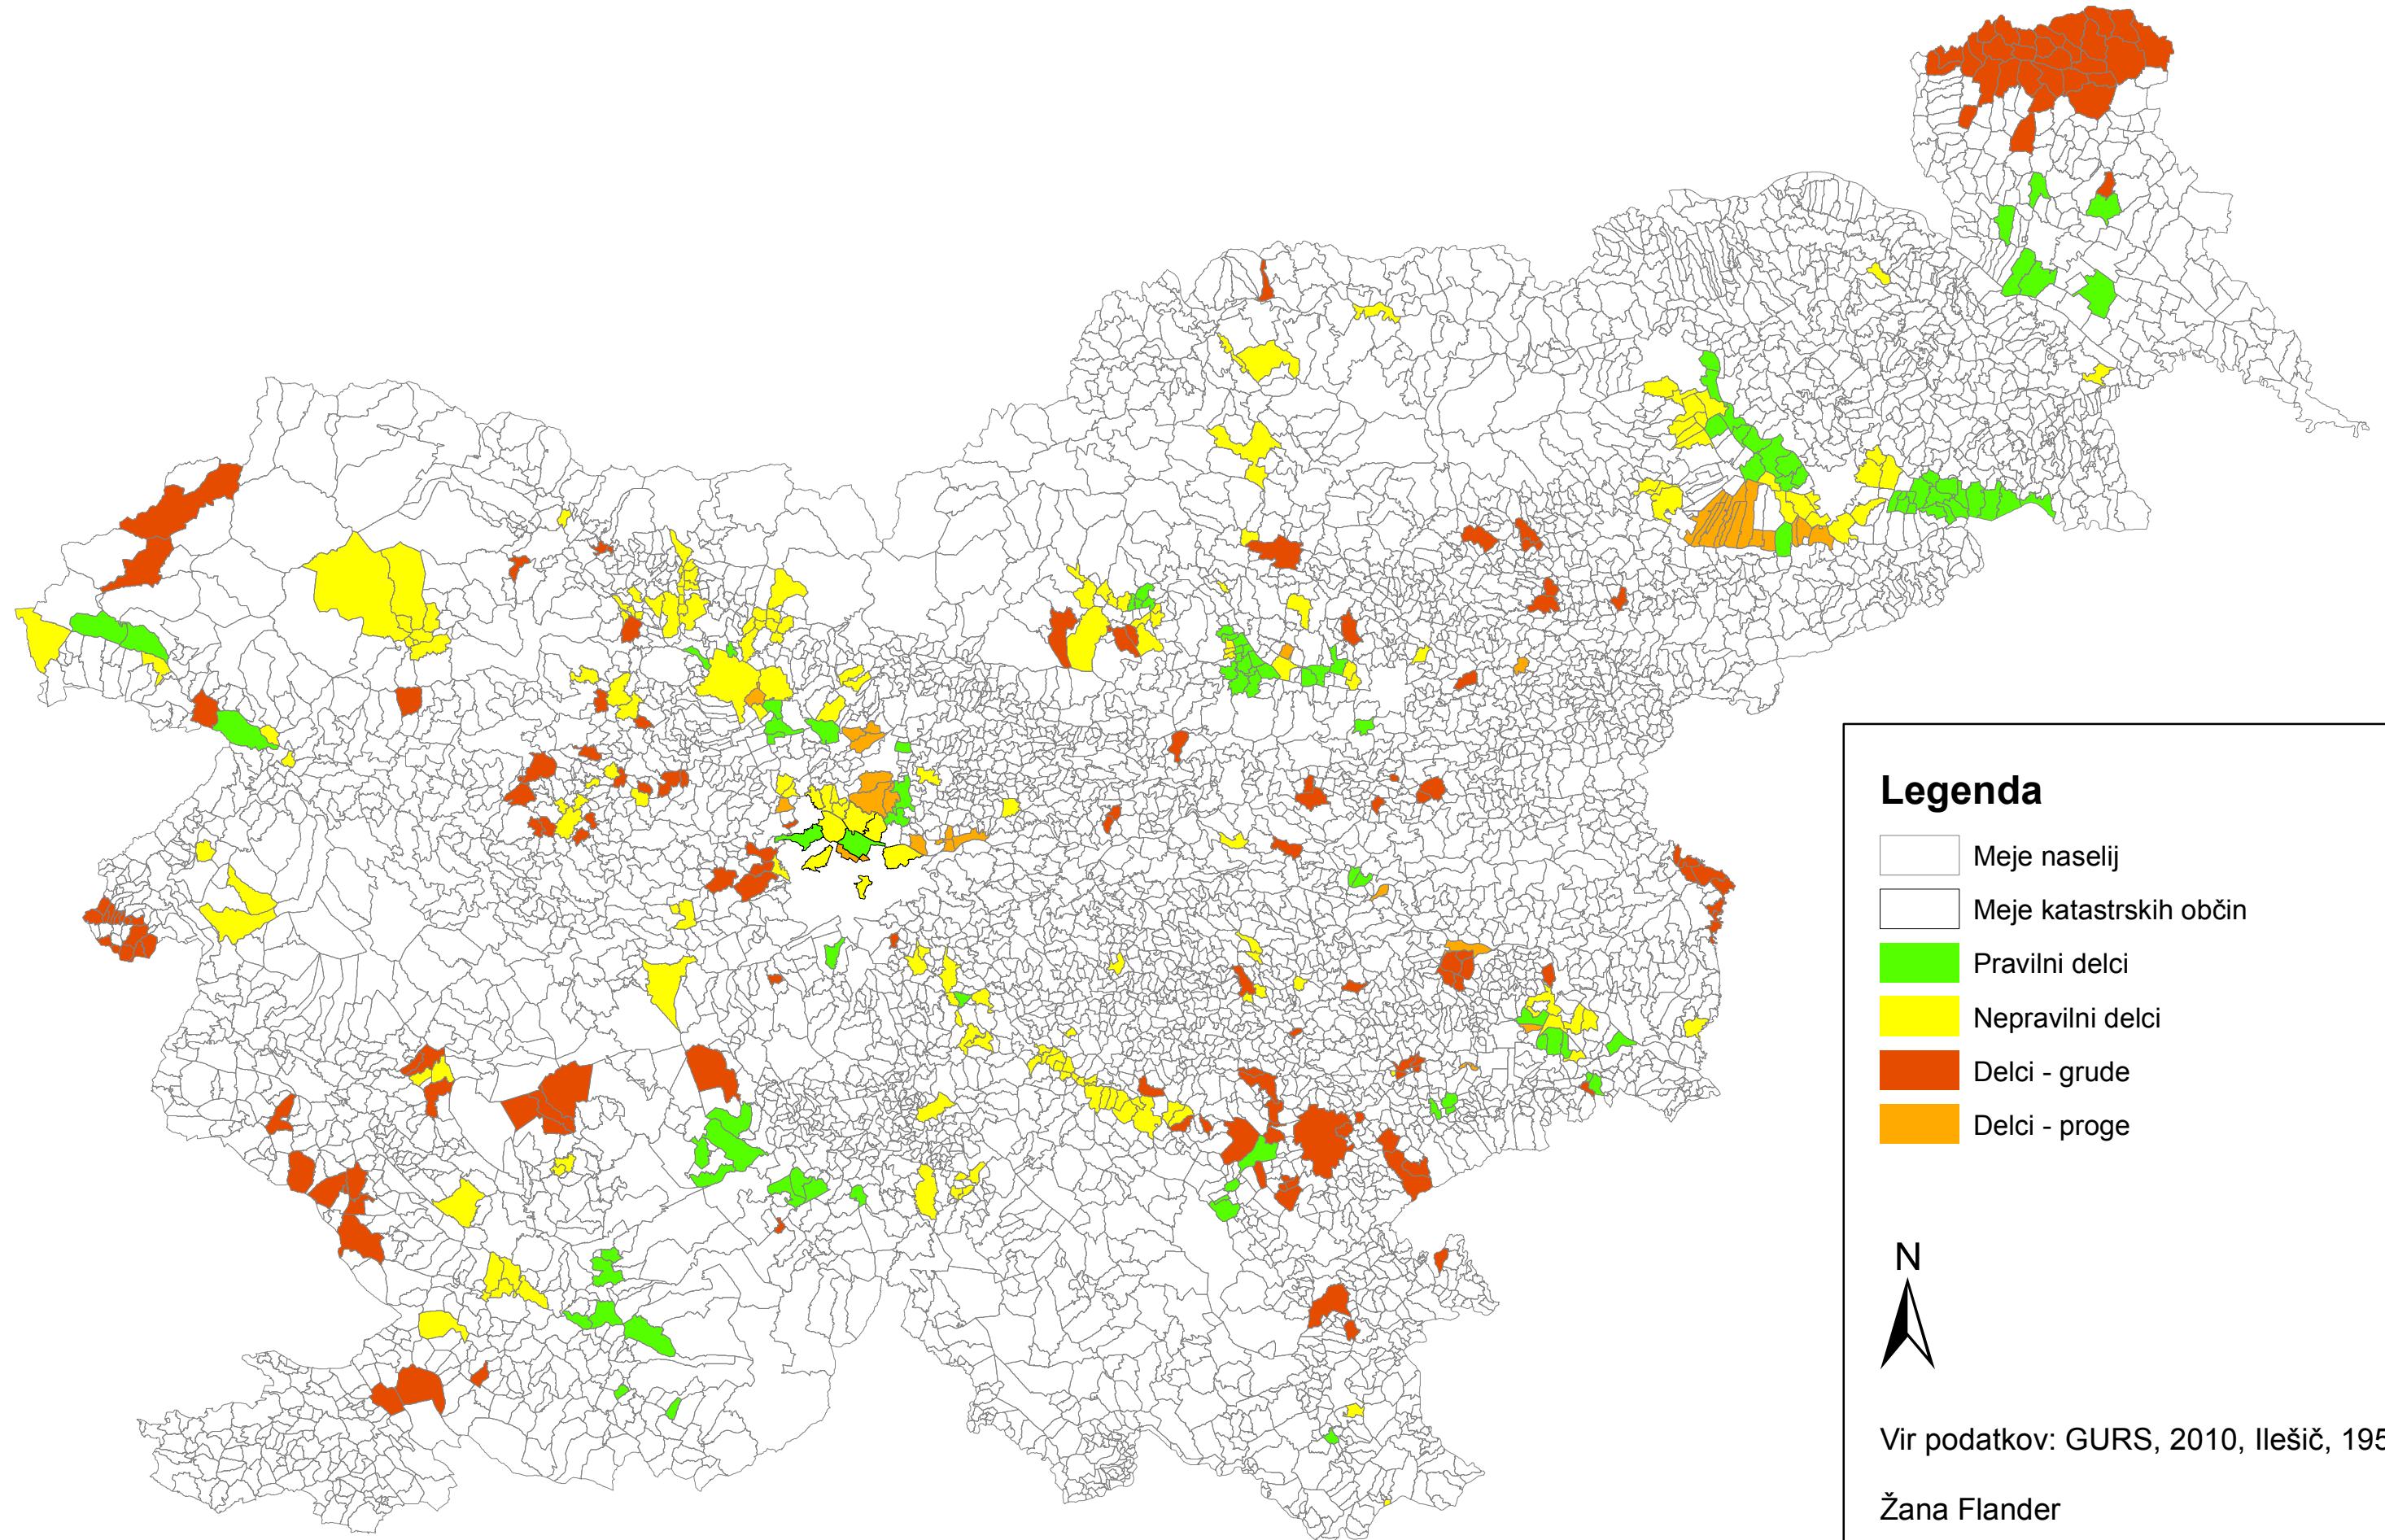 Legenda
Meje naselij
Meje katastrskih občin
Pravilni delci
Nepravilni delci
Delci - grude
Delci - proge
N
Vir podatkov: GURS, 2010, Ilešič, 195
Žana Flander